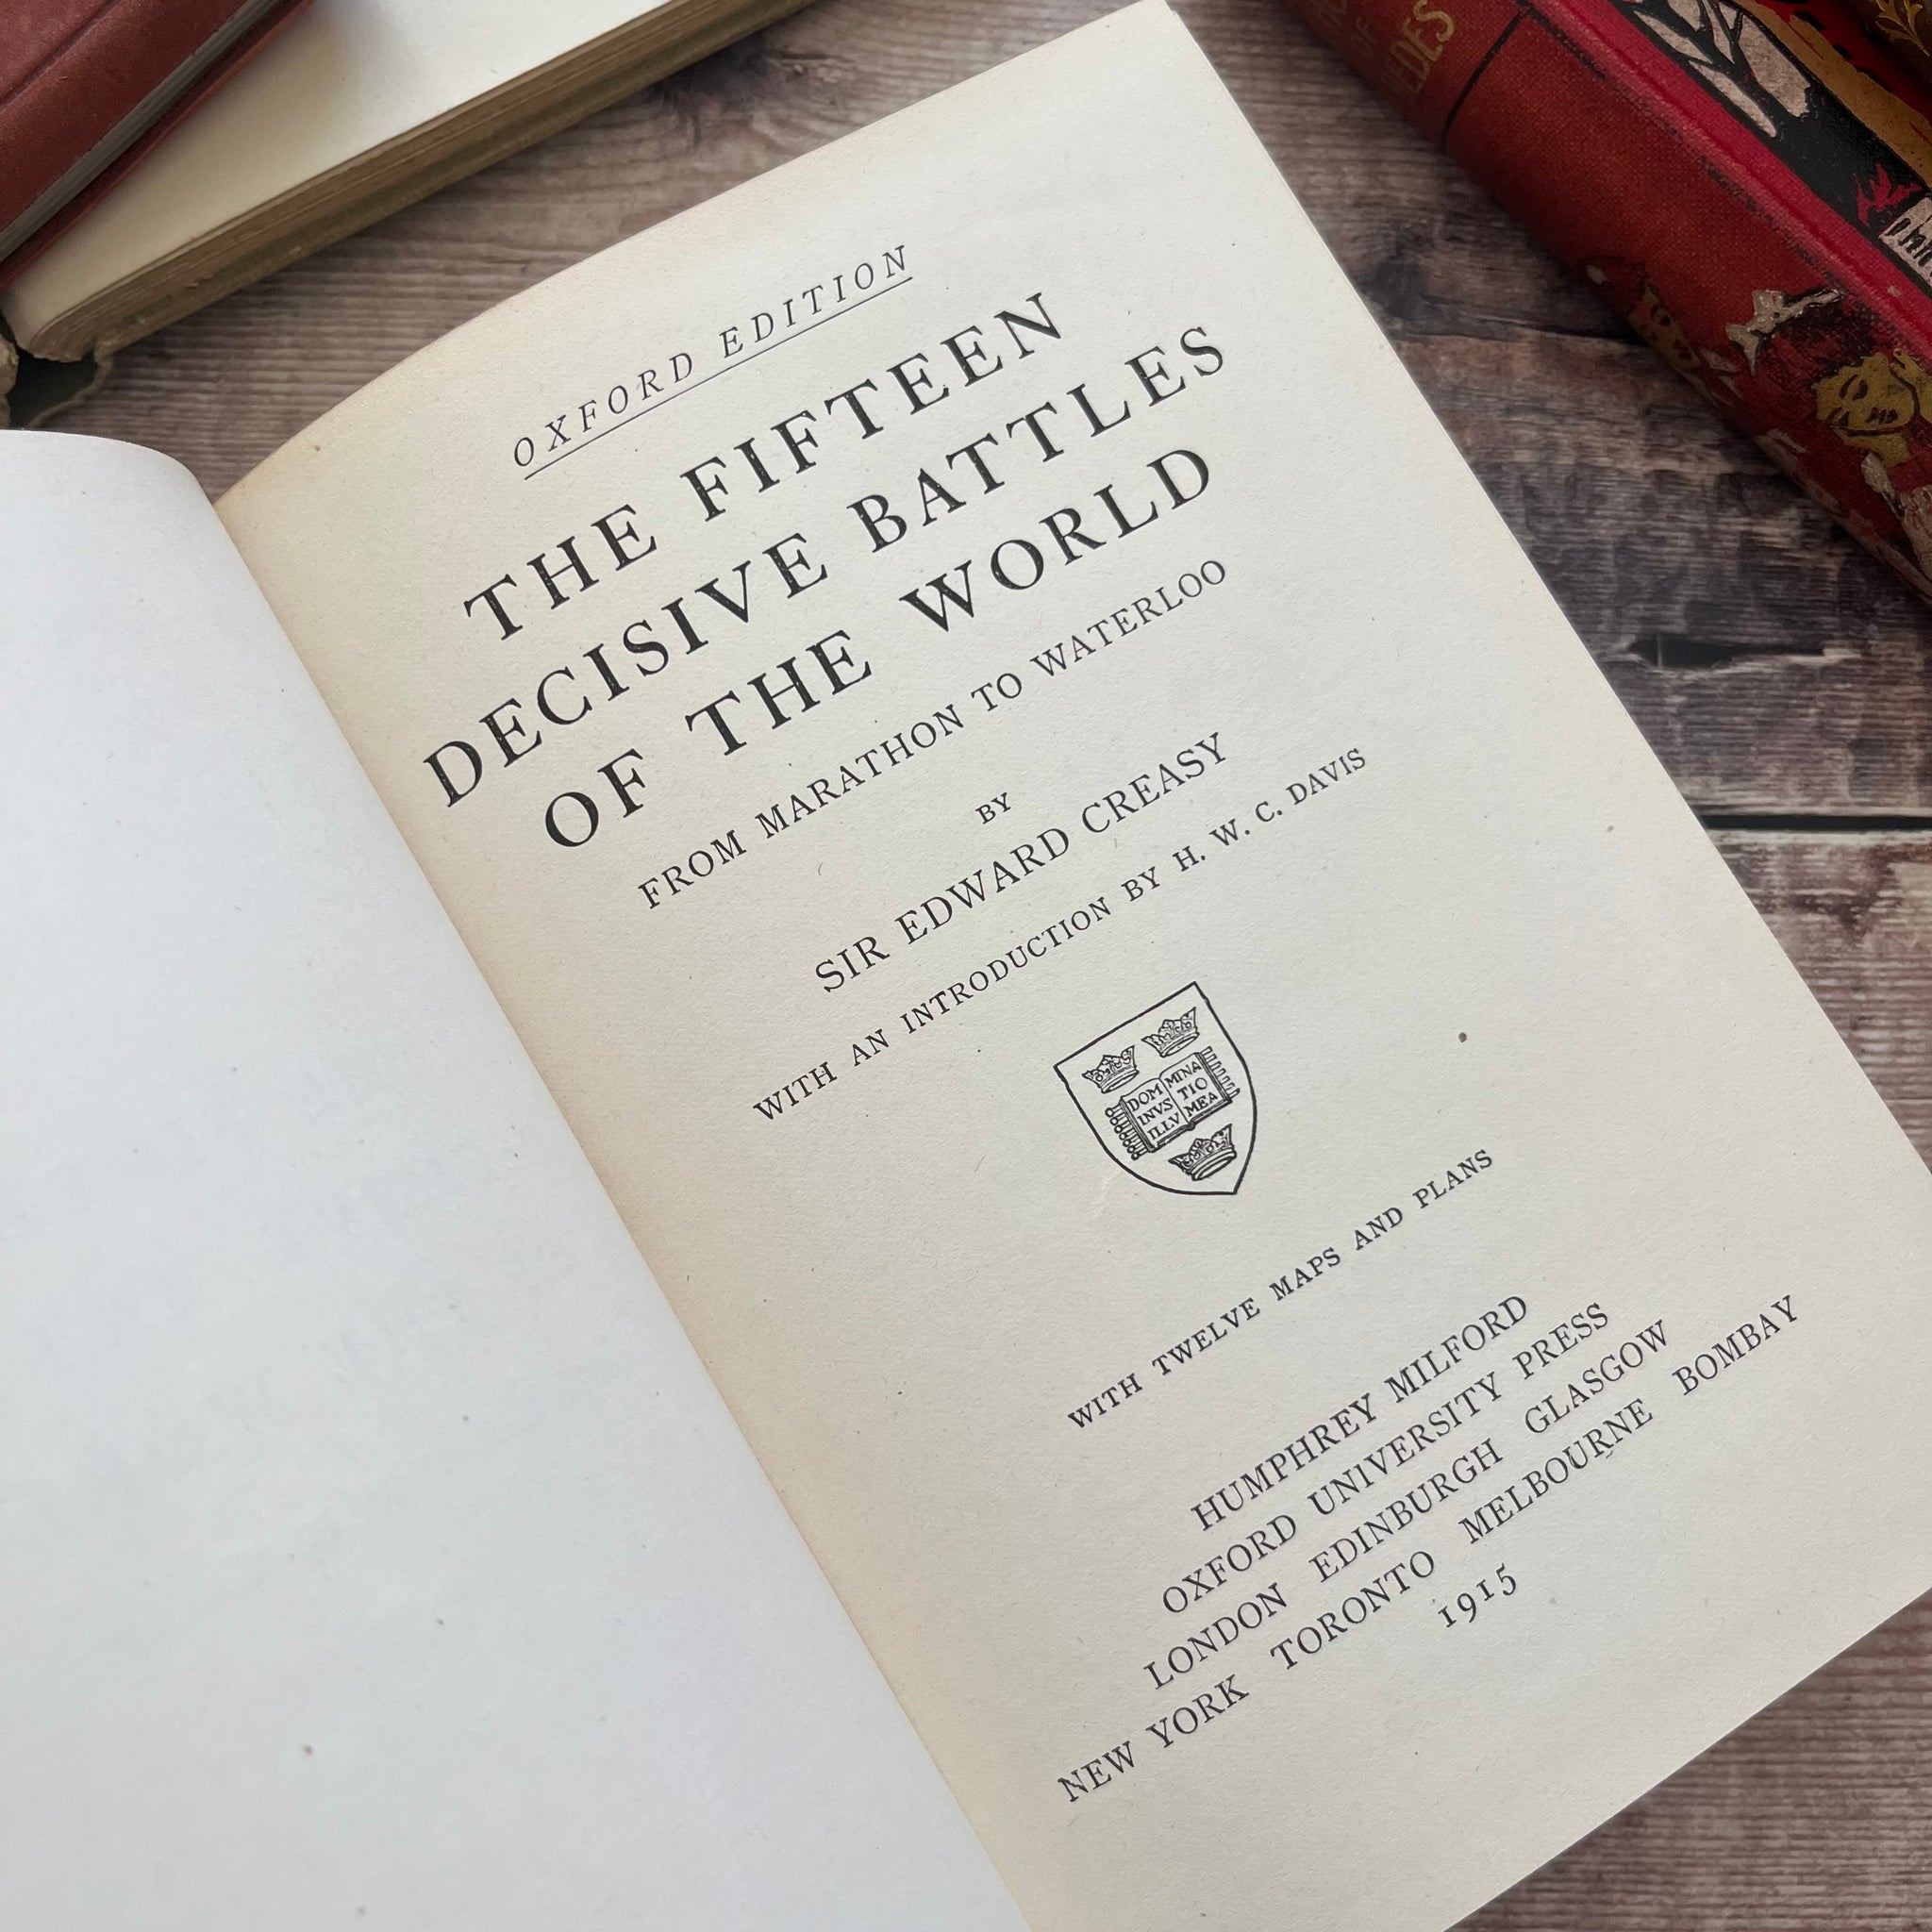 OXFORD EDITION
THE FIFTEEN
DECISIVE BATTLES
OF THE WORLD
FROM MARATHON TO WATERLOO
BY
SIR EDWARD CREASY
WITH AN INTRODUCTION BY H. W. C. DAVIS
DOM MINA
INVS TIO
ILLV MEA
WITH TWELVE MAPS AND PLANS
HUMPHREY MILFORD
OXFORD UNIVERSITY PRESS
LONDON EDINBURGH GLASGOW
NEW YORK TORONTO MELBOURNE BOMBAY
1915
OF